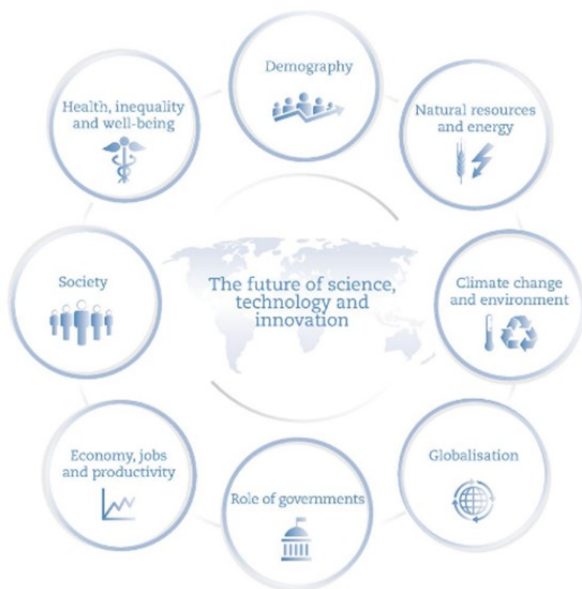 Demography
Health, inequality
and well-being
Natural resources
and energy
Society
The future of science,
technology and
innovation
Climate change
and environment
Economy, jobs
and productivity
Role of governments
Globalisation